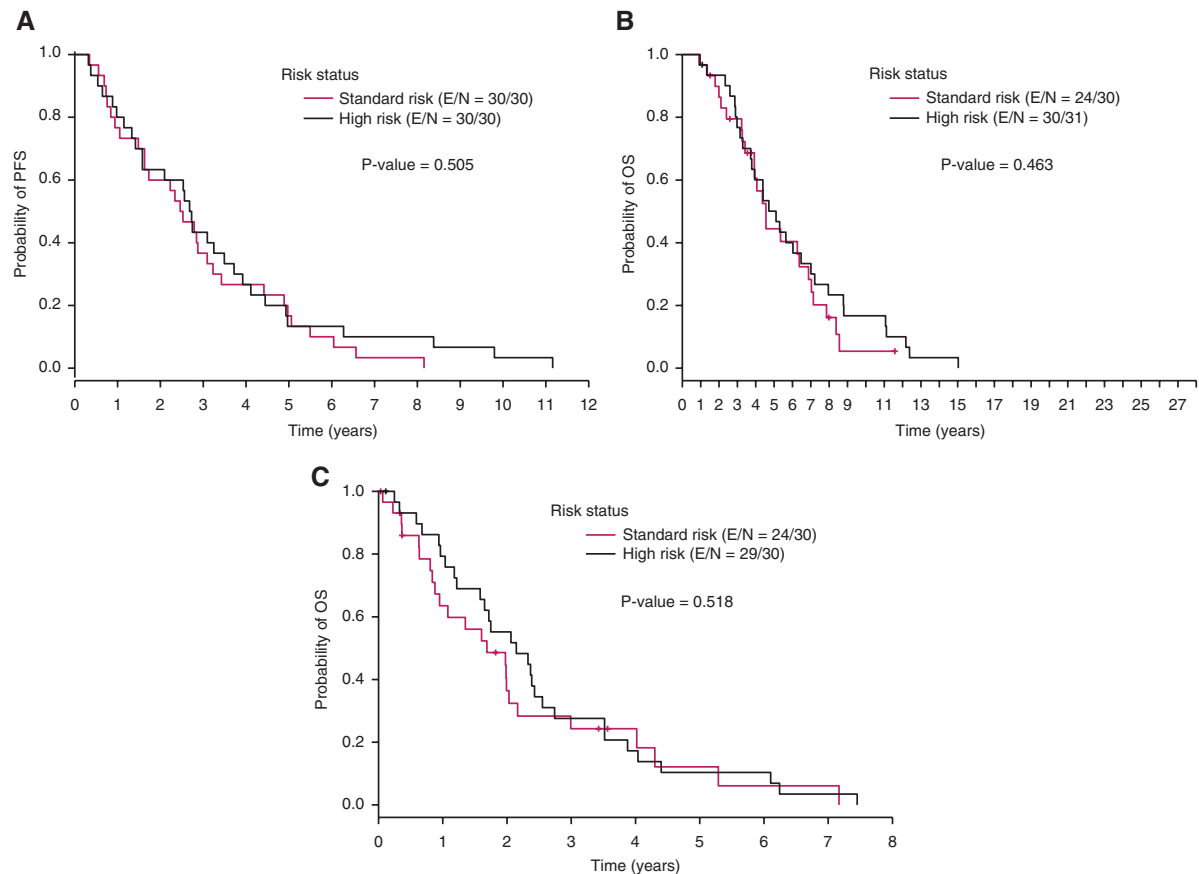 A
Risk status
Standard risk (E/N = 30/30)
High risk (E/N = 30/30)
P-value = 0.505
Probability of PFS
1.0
0.8
0.6
0.4
0.2
0.0
0 1 2 3 4 5 6 7 8 9 10 11 12
Time (years)
B
Risk status
Standard risk (E/N = 24/30)
High risk (E/N = 30/31)
P-value = 0.463
Probability of OS
1.0
0.8
0.6
0.4
0.2
0.0
0 1 2 3 4 5 6 7 8 9 11 13 15 17 19 21 23 25 27
Time (years)
C
Risk status
Standard risk (E/N = 24/30)
High risk (E/N = 29/30)
P-value = 0.518
Probability of OS
1.0
0.8
0.6
0.4
0.2
0.0
0 1 2 3 4 5 6 7 8
Time (years)